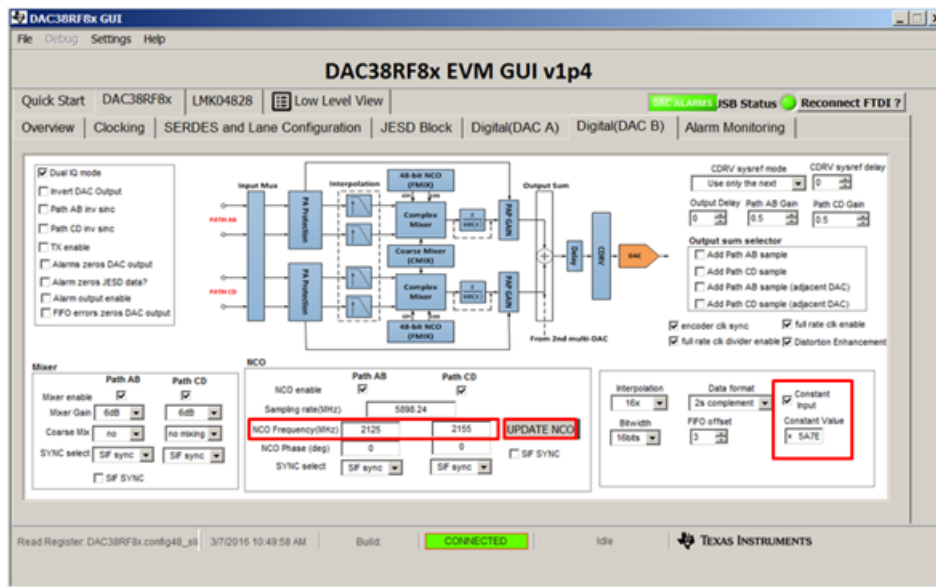 DAC38RF8x GUI
File Debug Settings Help
DAC38RF8x EVM GUI v1p4
Quick Start DAC38RF8x LMK04828 Low Level View
DAC ALARMS USB Status Reconnect FTDI ?
Overview Clocking SERDES and Lane Configuration JESD Block Digital(DAC A) Digital(DAC B) Alarm Monitoring
Dual IQ mode
Invert DAC Output
Path AB inv sinc
Path CD inv sinc
TX enable
Alarms zeros DAC output
Alarm zeros JESD data?
Alarm output enable
FIFO errors zeros DAC output
Input Mux
PATH AB
PATH CD
PA Protection
PA Protection
Interpolation
48-bit NCO
(FMIX)
Complex
Mixer
Coarse Mixer
(CMIX)
Complex
Mixer
48-bit NCO
(FMIX)
PAP GAIN
PAP GAIN
Output Sum
From 2nd multi-DAC
Delay
CDRV
DAC
CDRV sysref mode CDRV sysref delay
Use only the next 0
Output Delay Path AB Gain Path CD Gain
0 0.5 0.5
Output sum selector
Add Path AB sample
Add Path CD sample
Add Path AB sample (adjacent DAC)
Add Path CD sample (adjacent DAC)
encoder clk sync full rate clk enable
full rate clk divider enable Distortion Enhancement
Mixer
Path AB Path CD
Mixer enable
Mixer Gain 6dB 6dB
Coarse Mix no no mixing
SYNC select SIF sync SIF sync
SIF SYNC
NCO
Path AB Path CD
NCO enable
Sampling rate(MHz) 5898.24
NCO Frequency(MHz) 2125 2155 UPDATE NCO
NCO Phase (deg) 0 0 SIF SYNC
SYNC select SIF sync SIF sync
Interpolation Data format Constant Input
16x 2s complement
Bitwidth FIFO offset Constant Value
16bits 3 x 5A7E
Read Register: DAC38RF8x.config48_sli 3/7/2016 10:49:58 AM Build: CONNECTED Idle TEXAS INSTRUMENTS